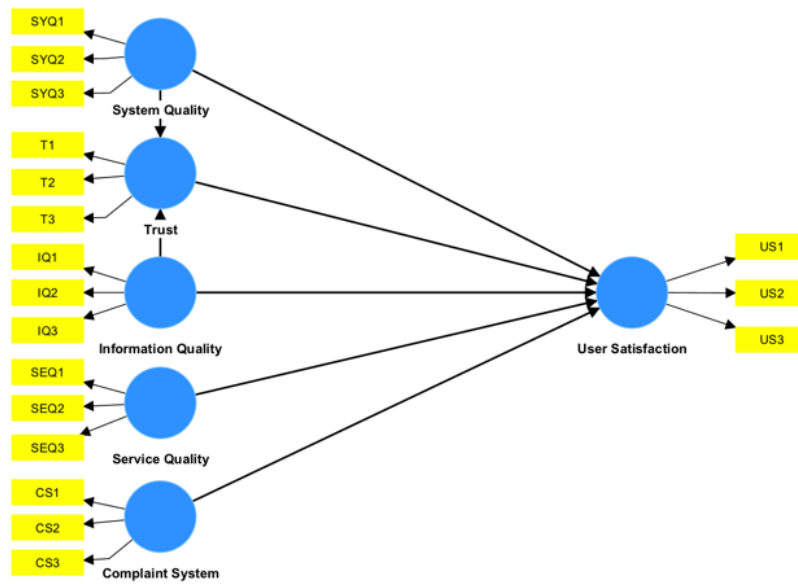 SYQ1
SYQ2
SYQ3
System Quality
T1
T2
T3
Trust
IQ1
IQ2
IQ3
Information Quality
SEQ1
SEQ2
SEQ3
Service Quality
CS1
CS2
CS3
Complaint System
US1
US2
US3
User Satisfaction